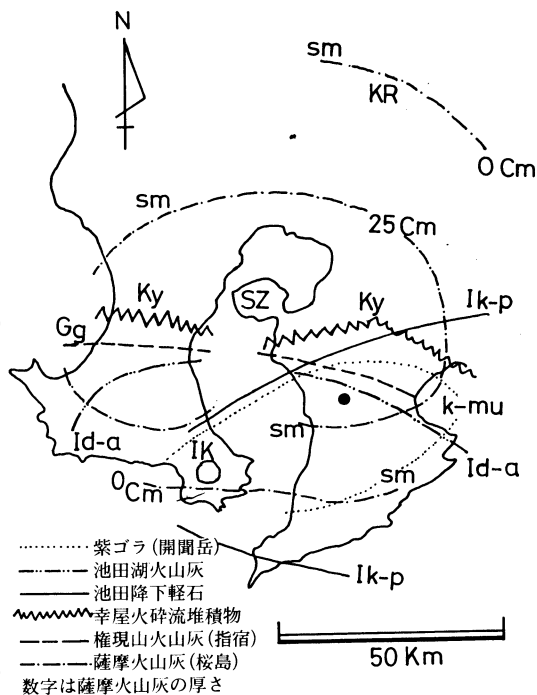 N
sm
KR
0 Cm
sm
25 Cm
SZ
Ky
Ky
Ik-p
Gg
k-mu
sm
Id-a
IK
Id-a
sm
0 Cm
Ik-p
紫ゴラ(開聞岳)
池田湖火山灰
池田降下軽石
幸屋火砕流堆積物
権現山火山灰(指宿)
薩摩火山灰(桜島)
数字は薩摩火山灰の厚さ
50 Km